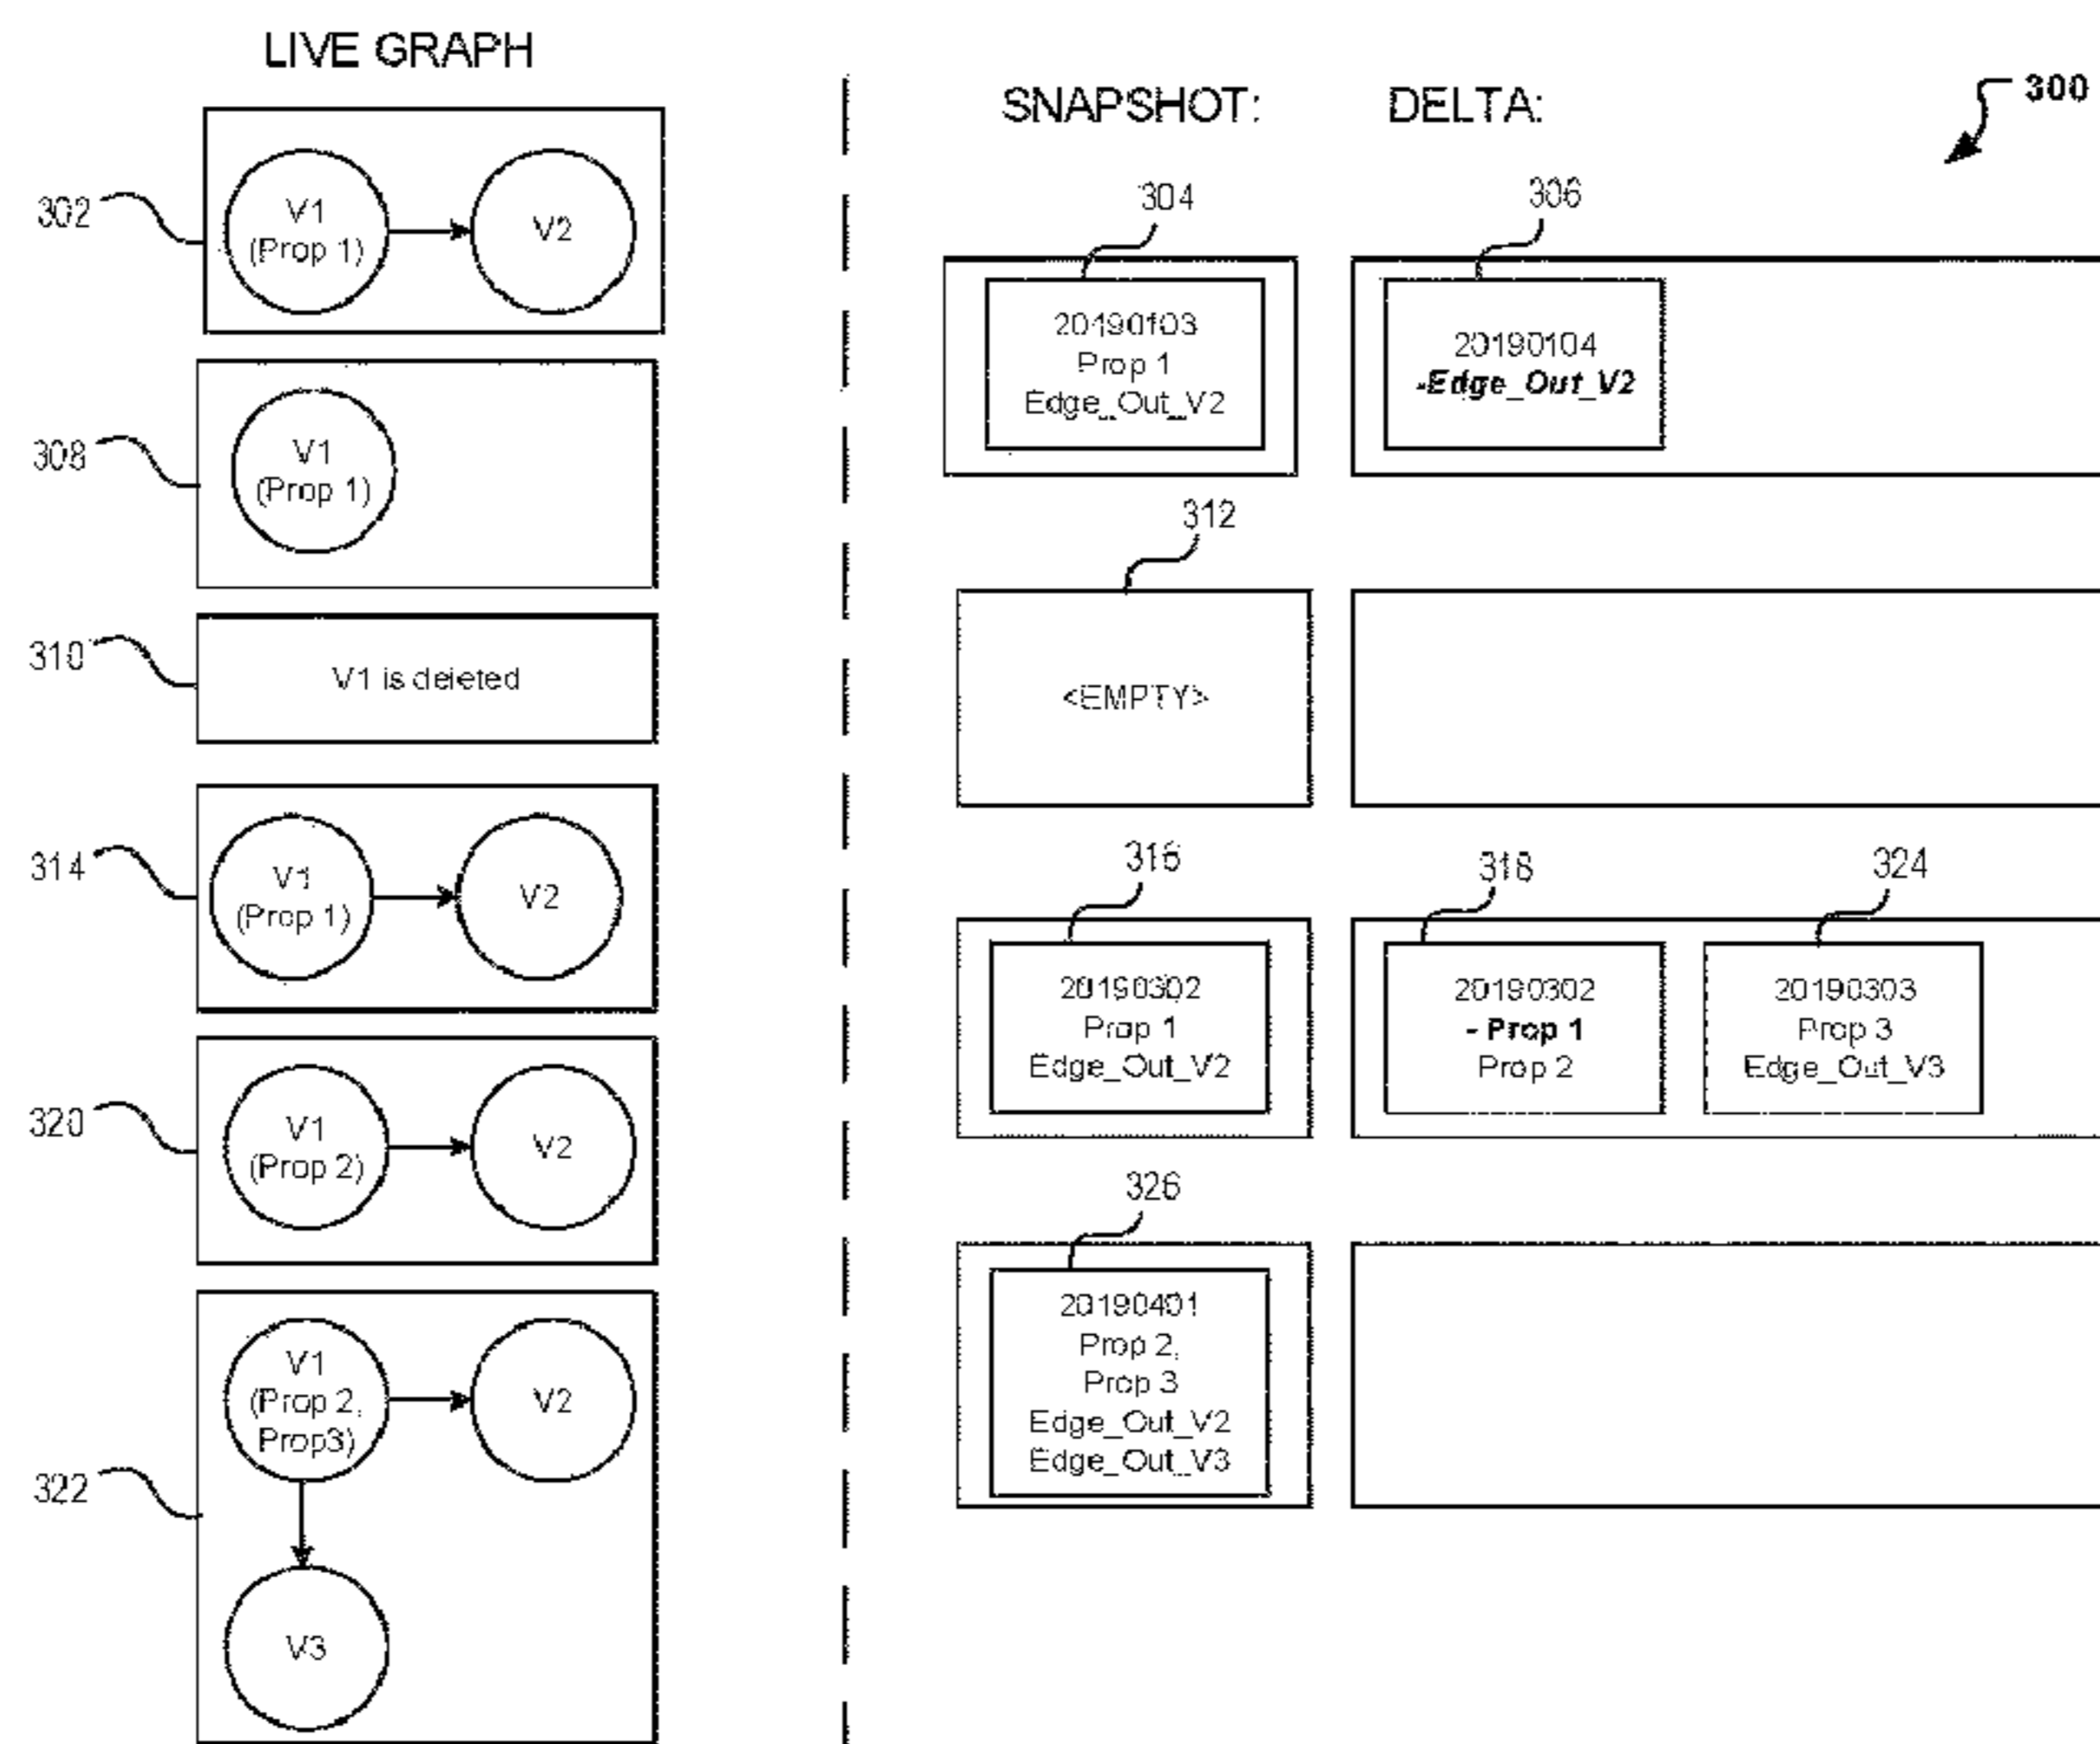 LIVE GRAPH
302
V1
(Prop 1)
V2
308
V1
(Prop 1)
310
V1 is deleted
314
V1
(Prop 1)
V2
320
V1
(Prop 2)
V2
322
V1
(Prop 2,
Prop3)
V2
V3
SNAPSHOT: DELTA:
300
304
20190103
Prop 1
Edge_Out_V2
306
20190104
-Edge_Out_V2
312
<EMPTY>
316
20190302
Prop 1
Edge_Out_V2
318
20190302
- Prop 1
Prop 2
324
20190303
Prop 3
Edge_Out_V3
326
20190401
Prop 2,
Prop 3
Edge_Out_V2
Edge_Out_V3